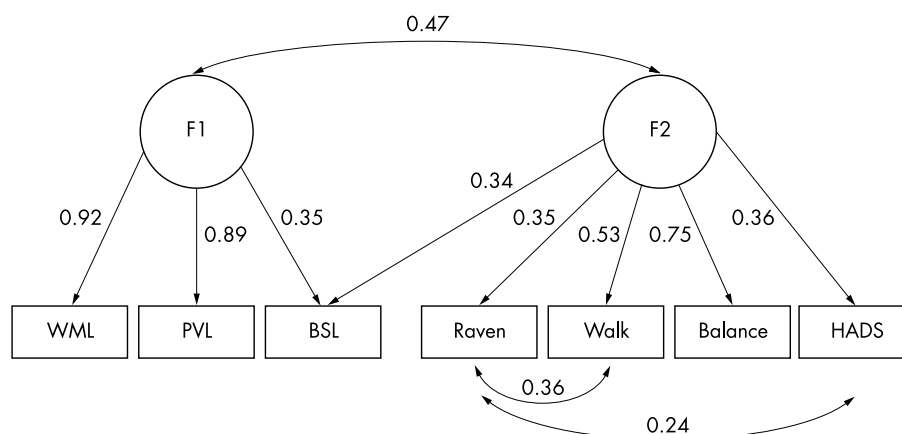 0.47
F1
F2
0.92
0.89
0.35
0.34
0.35
0.53
0.75
0.36
WML
PVL
BSL
Raven
Walk
Balance
HADS
0.36
0.24